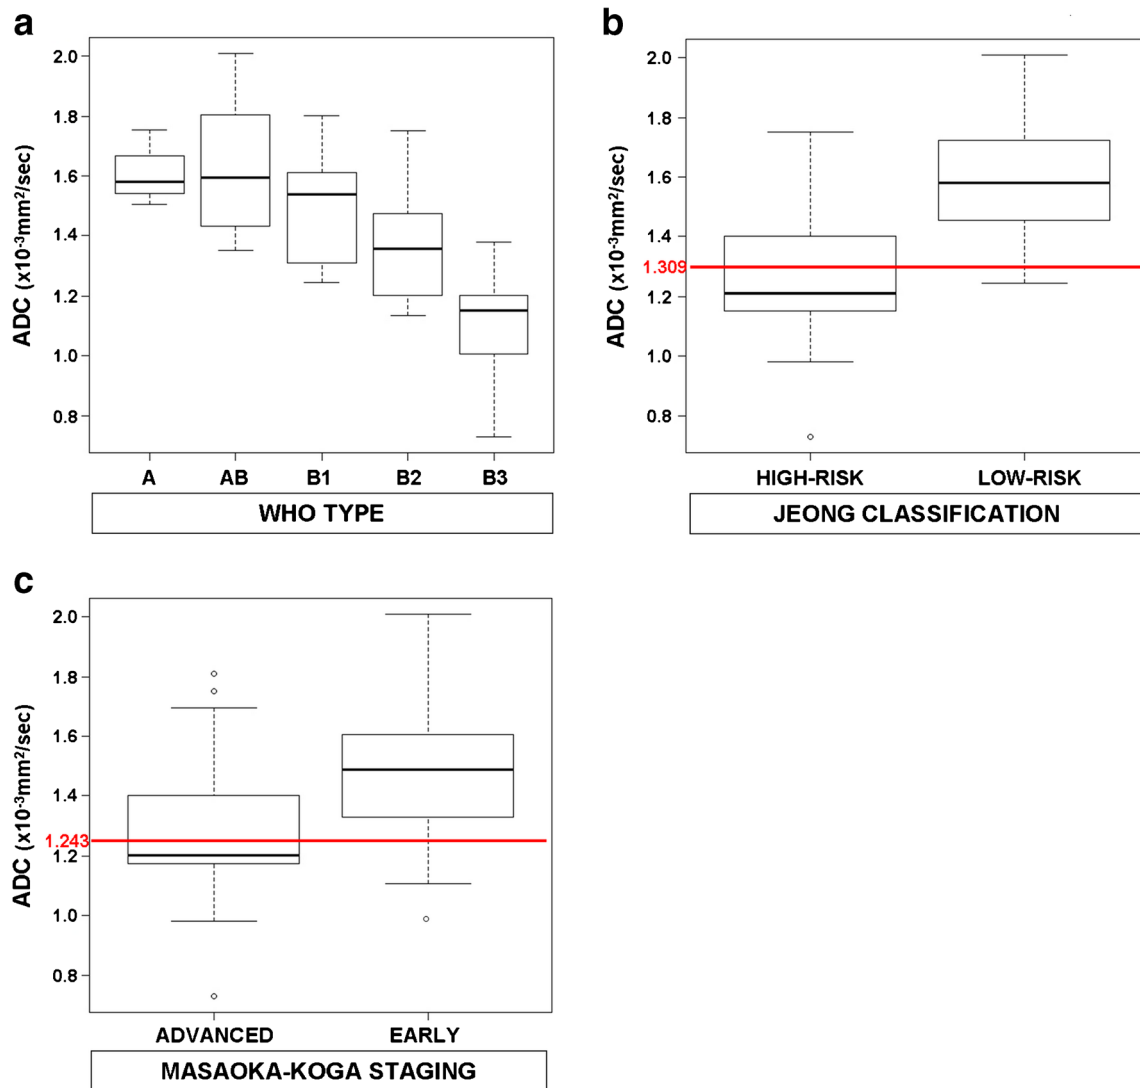 a
2.0
1.8
1.6
1.4
1.2
1.0
0.8
ADC (x10⁻³mm²/sec)
A AB B1 B2 B3
WHO TYPE
b
2.0
1.8
1.6
1.4
1.309
1.2
1.0
0.8
ADC (x10⁻³mm²/sec)
HIGH-RISK LOW-RISK
JEONG CLASSIFICATION
c
2.0
1.8
1.6
1.4
1.243
1.2
1.0
0.8
ADC (x10⁻³mm²/sec)
ADVANCED EARLY
MASAOKA-KOGA STAGING